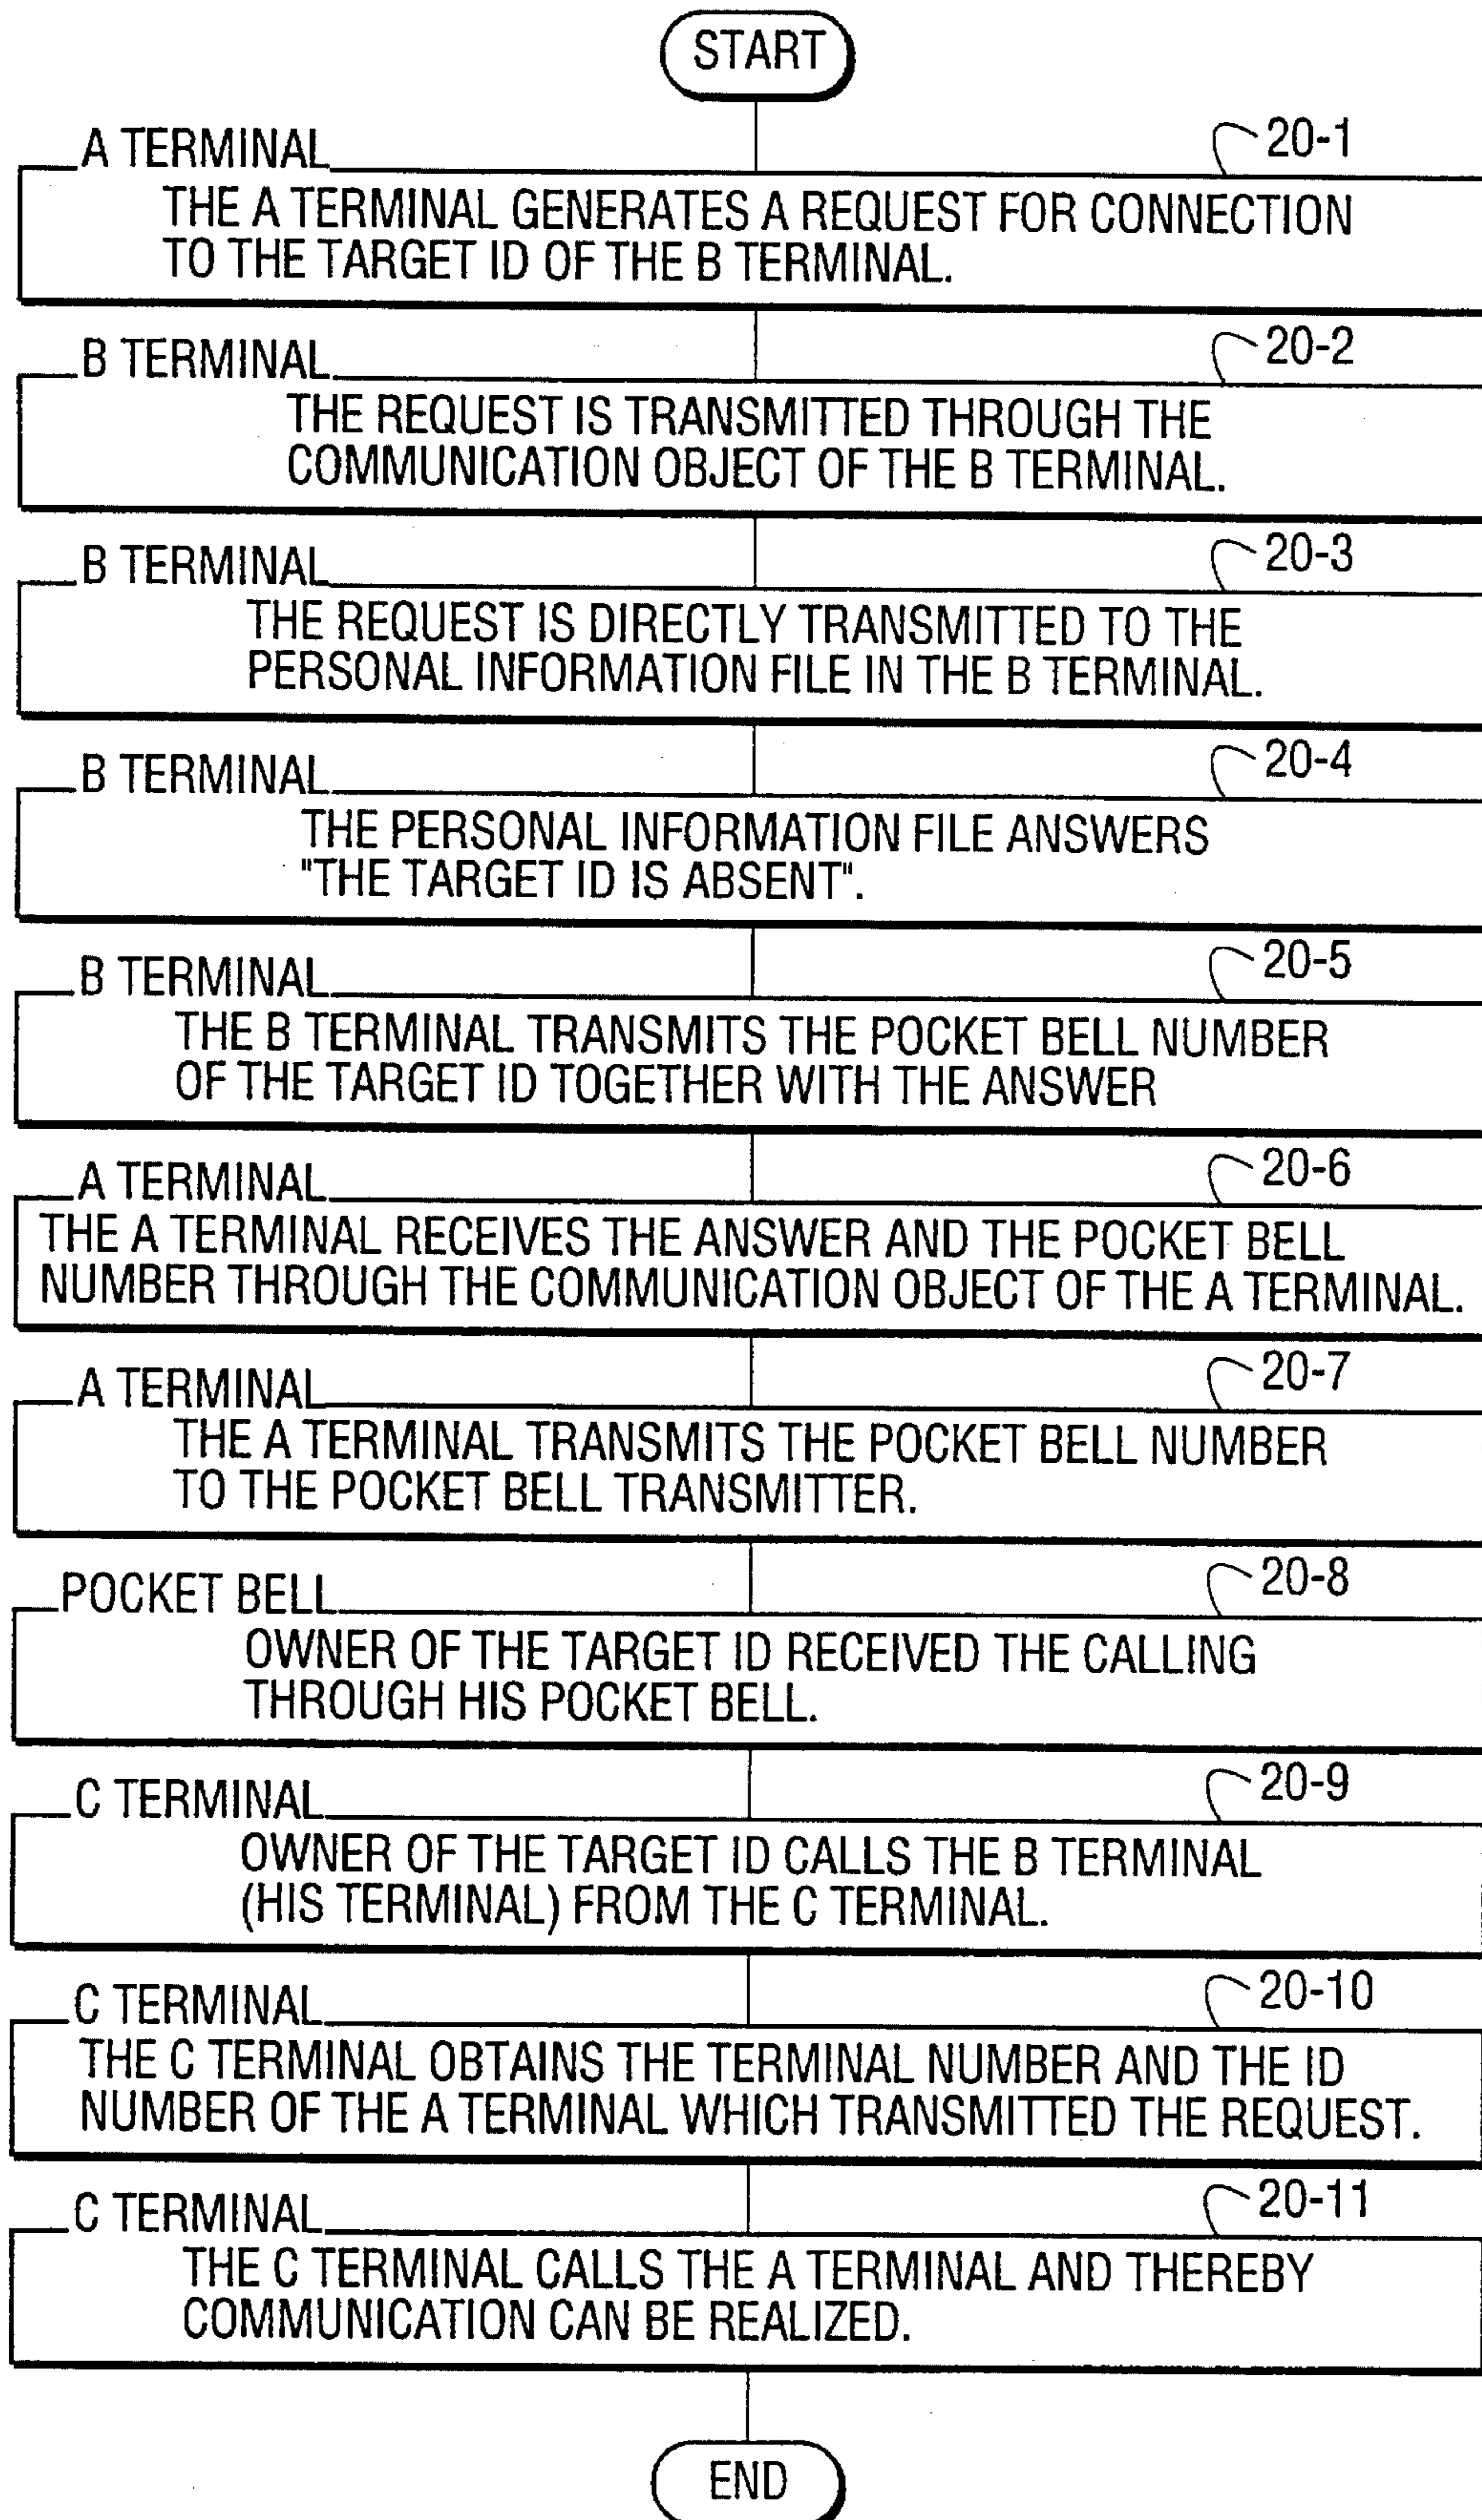 START
A TERMINAL
20-1
THE A TERMINAL GENERATES A REQUEST FOR CONNECTION
TO THE TARGET ID OF THE B TERMINAL.
B TERMINAL
20-2
THE REQUEST IS TRANSMITTED THROUGH THE
COMMUNICATION OBJECT OF THE B TERMINAL.
B TERMINAL
20-3
THE REQUEST IS DIRECTLY TRANSMITTED TO THE
PERSONAL INFORMATION FILE IN THE B TERMINAL.
B TERMINAL
20-4
THE PERSONAL INFORMATION FILE ANSWERS
"THE TARGET ID IS ABSENT".
B TERMINAL
20-5
THE B TERMINAL TRANSMITS THE POCKET BELL NUMBER
OF THE TARGET ID TOGETHER WITH THE ANSWER
A TERMINAL
20-6
THE A TERMINAL RECEIVES THE ANSWER AND THE POCKET BELL
NUMBER THROUGH THE COMMUNICATION OBJECT OF THE A TERMINAL.
A TERMINAL
20-7
THE A TERMINAL TRANSMITS THE POCKET BELL NUMBER
TO THE POCKET BELL TRANSMITTER.
POCKET BELL
20-8
OWNER OF THE TARGET ID RECEIVED THE CALLING
THROUGH HIS POCKET BELL.
C TERMINAL
20-9
OWNER OF THE TARGET ID CALLS THE B TERMINAL
(HIS TERMINAL) FROM THE C TERMINAL.
C TERMINAL
20-10
THE C TERMINAL OBTAINS THE TERMINAL NUMBER AND THE ID
NUMBER OF THE A TERMINAL WHICH TRANSMITTED THE REQUEST.
C TERMINAL
20-11
THE C TERMINAL CALLS THE A TERMINAL AND THEREBY
COMMUNICATION CAN BE REALIZED.
END